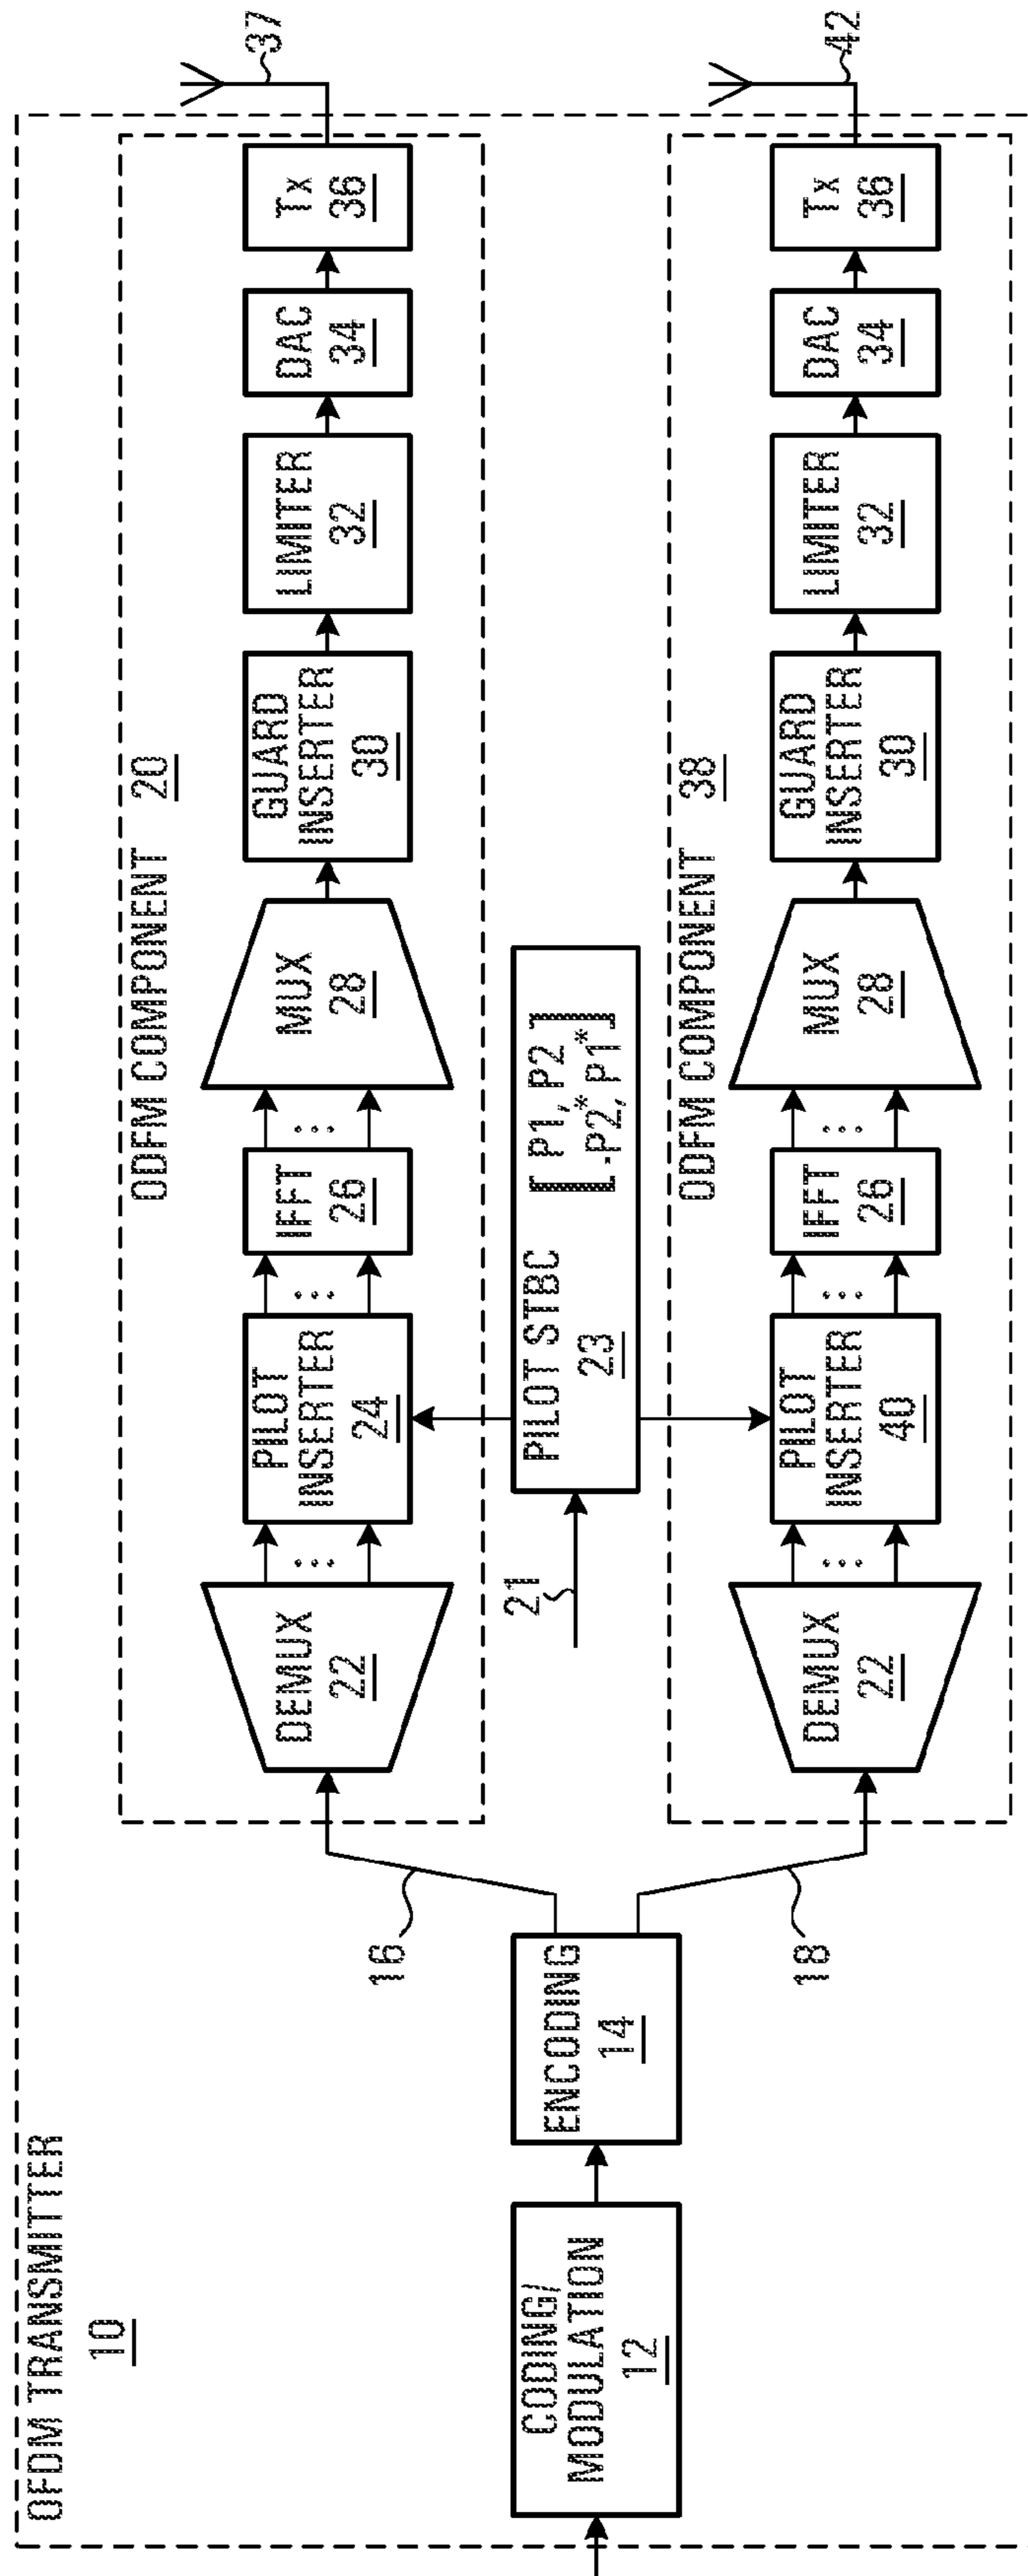 OFDM TRANSMITTER
10
CODING/
MODULATION
12
ENCODING
14
16
18
ODFM COMPONENT
20
DEMUX
22
PILOT
INSERTER
24
IFFT
26
MUX
28
GUARD
INSERTER
30
LIMITER
32
DAC
34
Tx
36
37
21
PILOT STBC
23
[ P1, P2 ]
[ -P2*, P1* ]
ODFM COMPONENT
38
DEMUX
22
PILOT
INSERTER
40
IFFT
26
MUX
28
GUARD
INSERTER
30
LIMITER
32
DAC
34
Tx
36
42